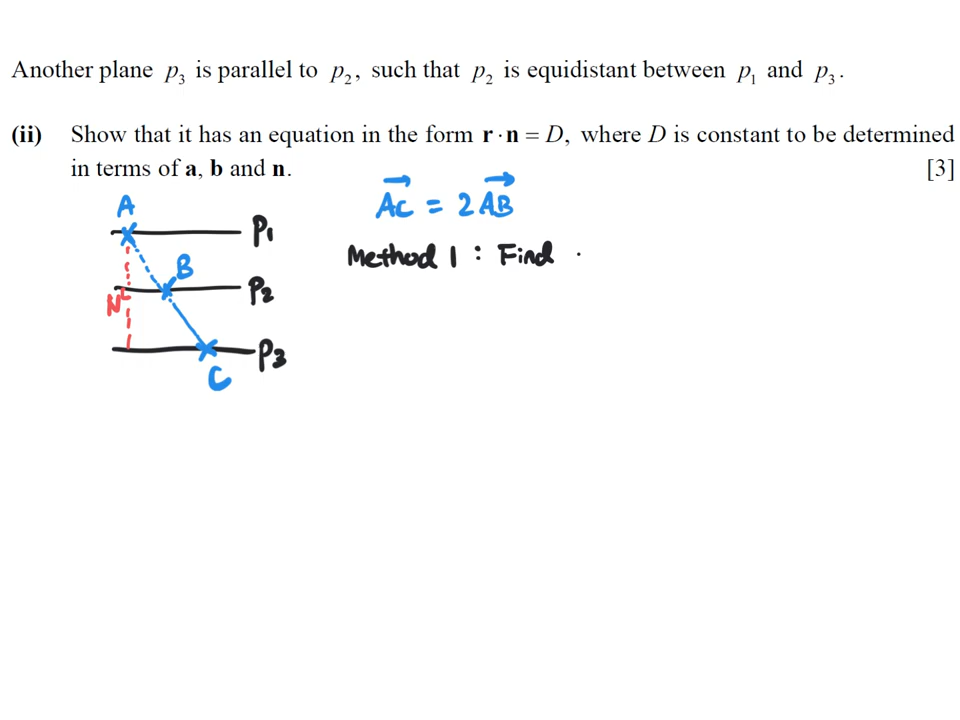 Another plane p₃ is parallel to p₂, such that p₂ is equidistant between p₁ and p₃.
(ii) Show that it has an equation in the form r · n = D, where D is constant to be determined
in terms of a, b and n. [3]
A
P₁
B
N
P₂
P₃
C
AC = 2AB
Method 1 : Find